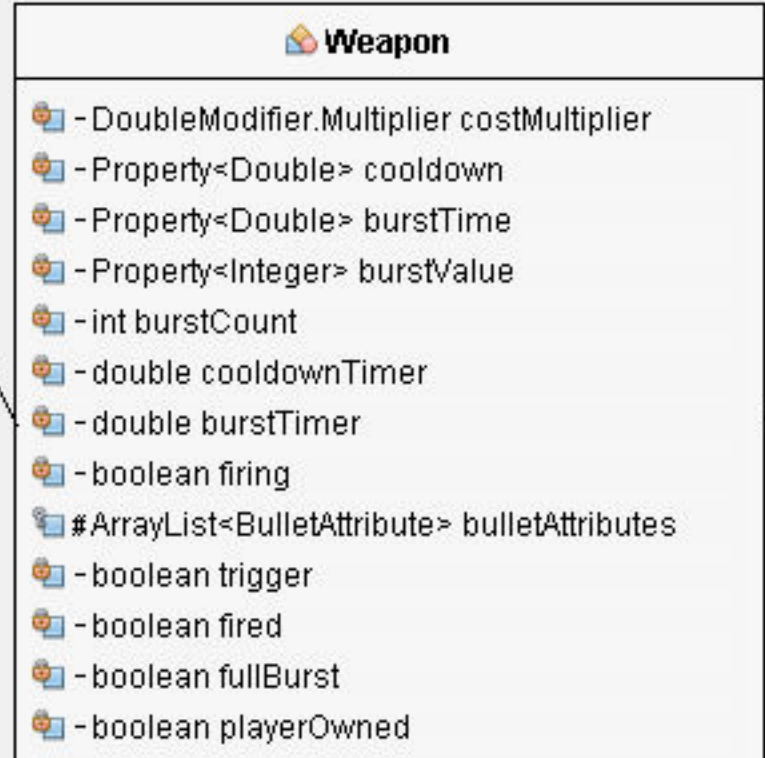 Weapon
-DoubleModifier.Multiplier costMultiplier
-Property<Double> cooldown
-Property<Double> burstTime
-Property<Integer> burstValue
-int burstCount
-double cooldownTimer
-double burstTimer
-boolean firing
#ArrayList<BulletAttribute> bulletAttributes
-boolean trigger
-boolean fired
-boolean fullBurst
-boolean playerOwned